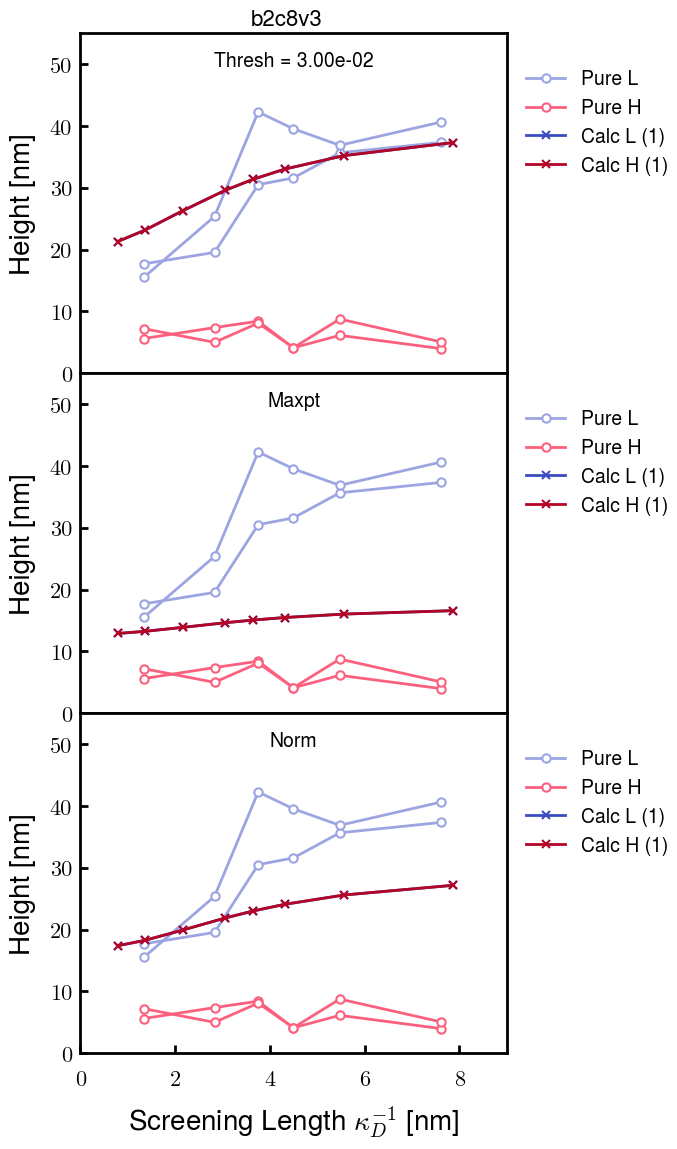 b2c8v3
Thresh = 3.00e-02
50
40
30
20
10
0
Height [nm]
Pure L
Pure H
Calc L (1)
Calc H (1)
Maxpt
50
40
30
20
10
0
Height [nm]
Pure L
Pure H
Calc L (1)
Calc H (1)
Norm
50
40
30
20
10
0
Height [nm]
Pure L
Pure H
Calc L (1)
Calc H (1)
0 2 4 6 8
Screening Length κ_D^{-1} [nm]